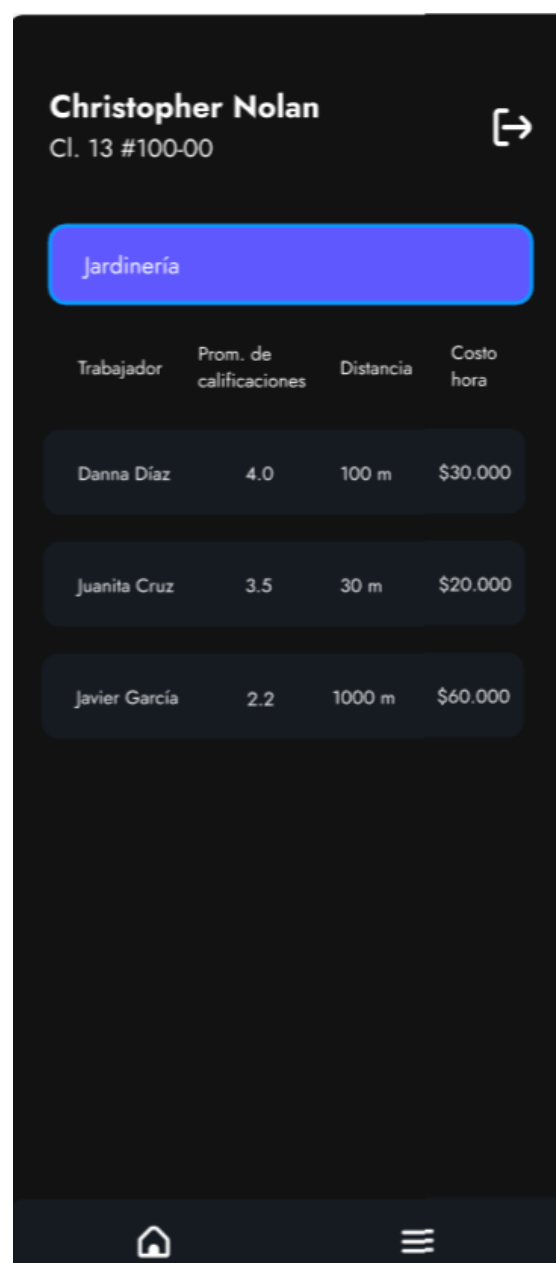 Christopher Nolan
Cl. 13 #100-00
Jardinería
Trabajador Prom. de calificaciones Distancia Costo hora
Danna Díaz 4.0 100 m $30.000
Juanita Cruz 3.5 30 m $20.000
Javier García 2.2 1000 m $60.000